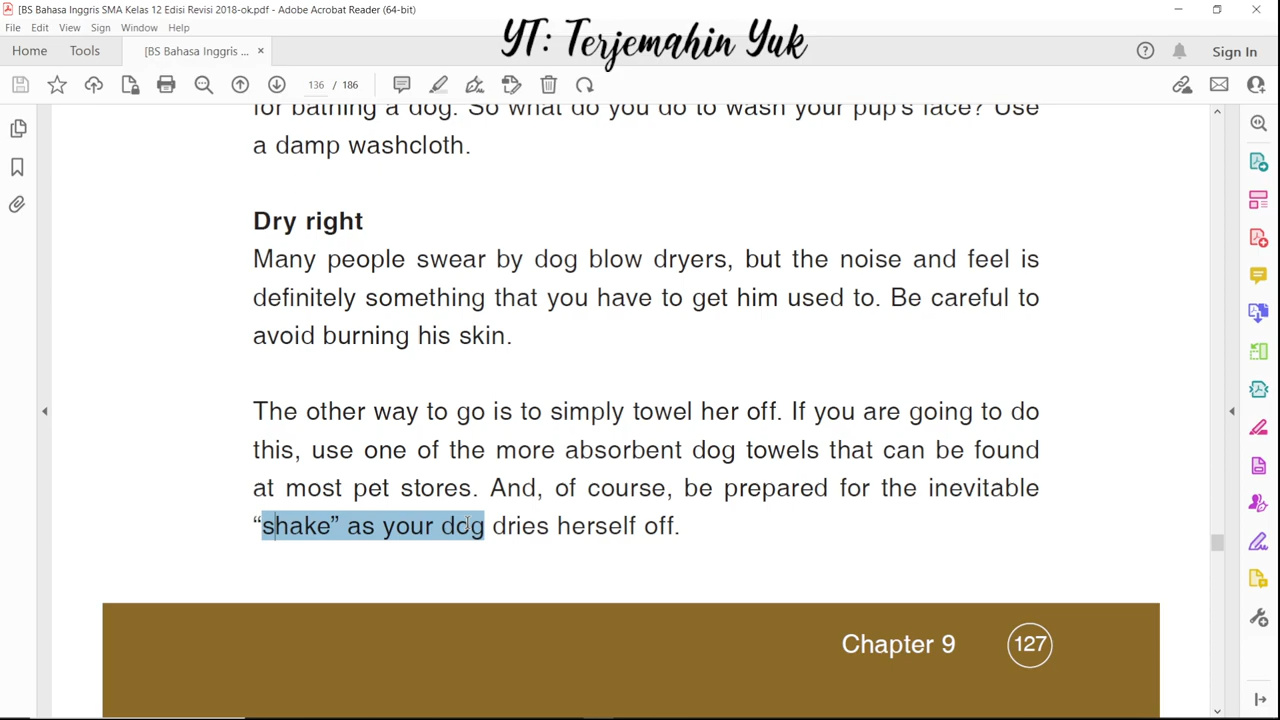 [BS Bahasa Inggris SMA Kelas 12 Edisi Revisi 2018-ok.pdf - Adobe Acrobat Reader (64-bit)
YT: Terjemahin Yuk
File Edit View Sign Window Help
Home Tools [BS Bahasa Inggris ... × Sign In
136 / 186
for bathing a dog. So what do you do to wash your pup's face? Use
a damp washcloth.
Dry right
Many people swear by dog blow dryers, but the noise and feel is
definitely something that you have to get him used to. Be careful to
avoid burning his skin.
The other way to go is to simply towel her off. If you are going to do
this, use one of the more absorbent dog towels that can be found
at most pet stores. And, of course, be prepared for the inevitable
“shake” as your dog dries herself off.
Chapter 9 127